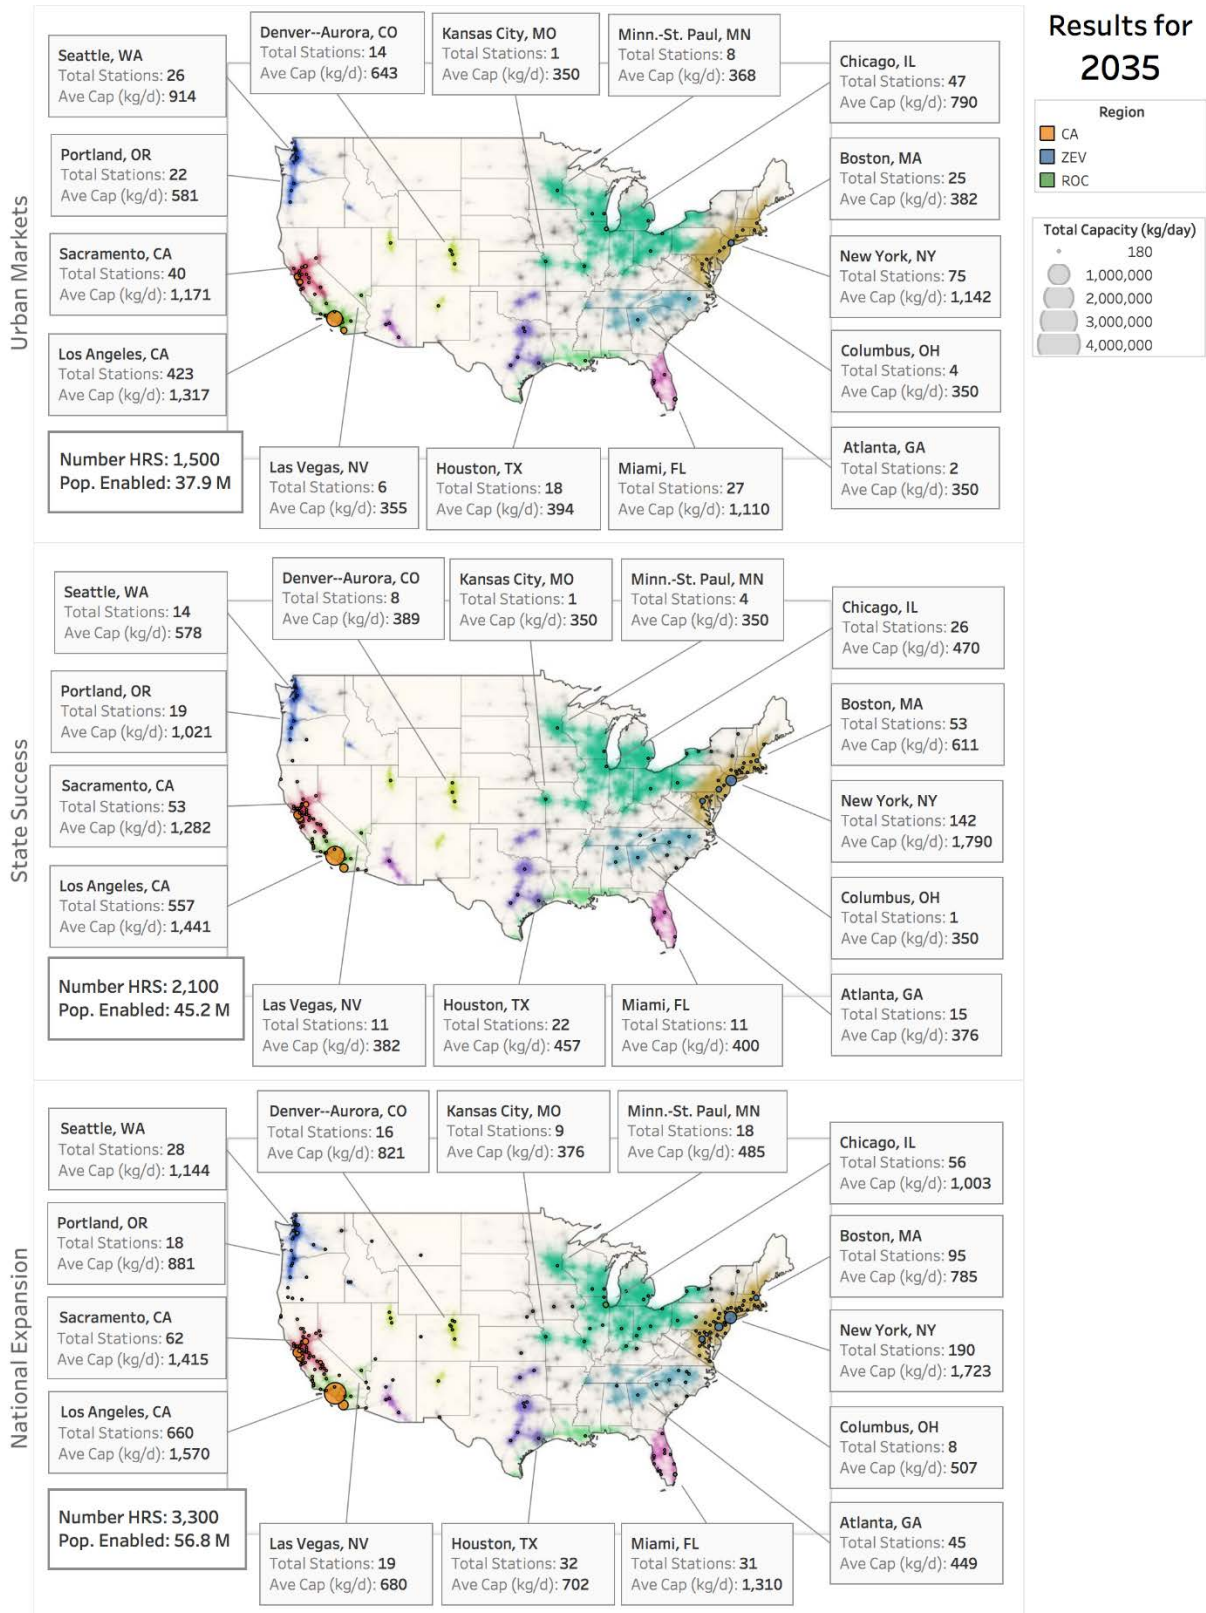 Results for
2035
Region
CA
ZEV
ROC
Total Capacity (kg/day)
180
1,000,000
2,000,000
3,000,000
4,000,000
Urban Markets
Seattle, WA
Total Stations: 26
Ave Cap (kg/d): 914
Denver--Aurora, CO
Total Stations: 14
Ave Cap (kg/d): 643
Kansas City, MO
Total Stations: 1
Ave Cap (kg/d): 350
Minn.-St. Paul, MN
Total Stations: 8
Ave Cap (kg/d): 368
Chicago, IL
Total Stations: 47
Ave Cap (kg/d): 790
Portland, OR
Total Stations: 22
Ave Cap (kg/d): 581
Boston, MA
Total Stations: 25
Ave Cap (kg/d): 382
Sacramento, CA
Total Stations: 40
Ave Cap (kg/d): 1,171
New York, NY
Total Stations: 75
Ave Cap (kg/d): 1,142
Los Angeles, CA
Total Stations: 423
Ave Cap (kg/d): 1,317
Columbus, OH
Total Stations: 4
Ave Cap (kg/d): 350
Number HRS: 1,500
Pop. Enabled: 37.9 M
Las Vegas, NV
Total Stations: 6
Ave Cap (kg/d): 355
Houston, TX
Total Stations: 18
Ave Cap (kg/d): 394
Miami, FL
Total Stations: 27
Ave Cap (kg/d): 1,110
Atlanta, GA
Total Stations: 2
Ave Cap (kg/d): 350
State Success
Seattle, WA
Total Stations: 14
Ave Cap (kg/d): 578
Denver--Aurora, CO
Total Stations: 8
Ave Cap (kg/d): 389
Kansas City, MO
Total Stations: 1
Ave Cap (kg/d): 350
Minn.-St. Paul, MN
Total Stations: 4
Ave Cap (kg/d): 350
Chicago, IL
Total Stations: 26
Ave Cap (kg/d): 470
Portland, OR
Total Stations: 19
Ave Cap (kg/d): 1,021
Boston, MA
Total Stations: 53
Ave Cap (kg/d): 611
Sacramento, CA
Total Stations: 53
Ave Cap (kg/d): 1,282
New York, NY
Total Stations: 142
Ave Cap (kg/d): 1,790
Los Angeles, CA
Total Stations: 557
Ave Cap (kg/d): 1,441
Columbus, OH
Total Stations: 1
Ave Cap (kg/d): 350
Number HRS: 2,100
Pop. Enabled: 45.2 M
Las Vegas, NV
Total Stations: 11
Ave Cap (kg/d): 382
Houston, TX
Total Stations: 22
Ave Cap (kg/d): 457
Miami, FL
Total Stations: 11
Ave Cap (kg/d): 400
Atlanta, GA
Total Stations: 15
Ave Cap (kg/d): 376
National Expansion
Seattle, WA
Total Stations: 28
Ave Cap (kg/d): 1,144
Denver--Aurora, CO
Total Stations: 16
Ave Cap (kg/d): 821
Kansas City, MO
Total Stations: 9
Ave Cap (kg/d): 376
Minn.-St. Paul, MN
Total Stations: 18
Ave Cap (kg/d): 485
Chicago, IL
Total Stations: 56
Ave Cap (kg/d): 1,003
Portland, OR
Total Stations: 18
Ave Cap (kg/d): 881
Boston, MA
Total Stations: 95
Ave Cap (kg/d): 785
Sacramento, CA
Total Stations: 62
Ave Cap (kg/d): 1,415
New York, NY
Total Stations: 190
Ave Cap (kg/d): 1,723
Los Angeles, CA
Total Stations: 660
Ave Cap (kg/d): 1,570
Columbus, OH
Total Stations: 8
Ave Cap (kg/d): 507
Number HRS: 3,300
Pop. Enabled: 56.8 M
Las Vegas, NV
Total Stations: 19
Ave Cap (kg/d): 680
Houston, TX
Total Stations: 32
Ave Cap (kg/d): 702
Miami, FL
Total Stations: 31
Ave Cap (kg/d): 1,310
Atlanta, GA
Total Stations: 45
Ave Cap (kg/d): 449